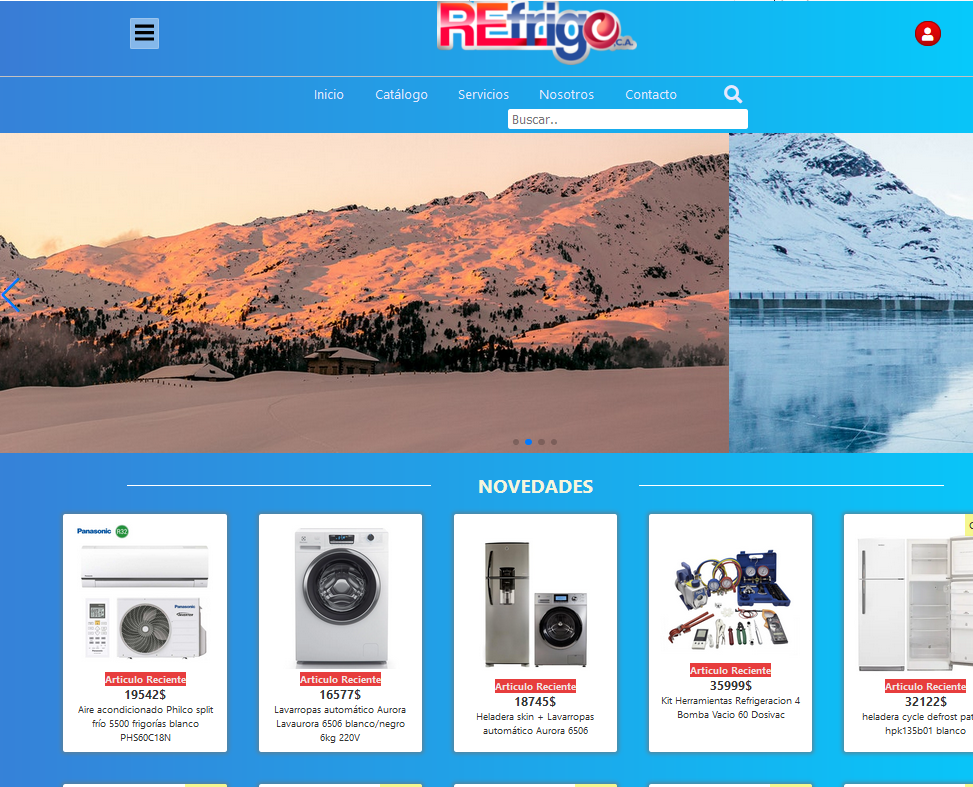 REfrigo C.A.
Inicio Catálogo Servicios Nosotros Contacto
Buscar..
NOVEDADES
Panasonic R32
Panasonic
Articulo Reciente
19542$
Aire acondicionado Philco split
frío 5500 frigorías blanco
PHS60C18N
Articulo Reciente
16577$
Lavarropas automático Aurora
Lavaurora 6506 blanco/negro
6kg 220V
Articulo Reciente
18745$
Heladera skin + Lavarropas
automático Aurora 6506
Articulo Reciente
35999$
Kit Herramientas Refrigeracion 4
Bomba Vacio 60 Dosivac
Articulo Reciente
32122$
heladera cycle defrost pat
hpk135b01 blanco